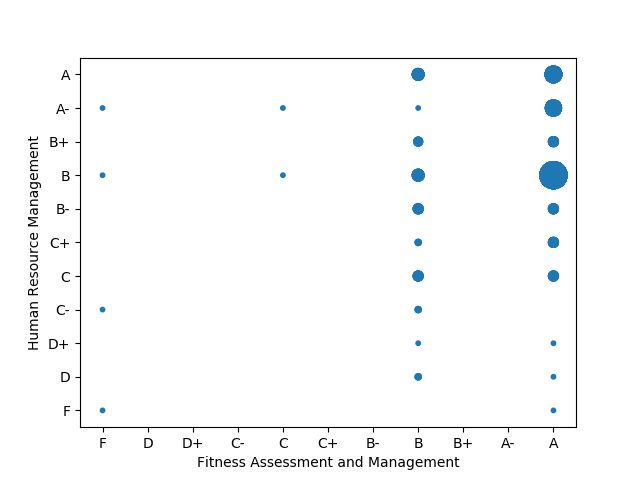 A
A-
B+
B
B-
C+
C
C-
D+
D
F
Human Resource Management
F D D+ C- C C+ B- B B+ A- A
Fitness Assessment and Management